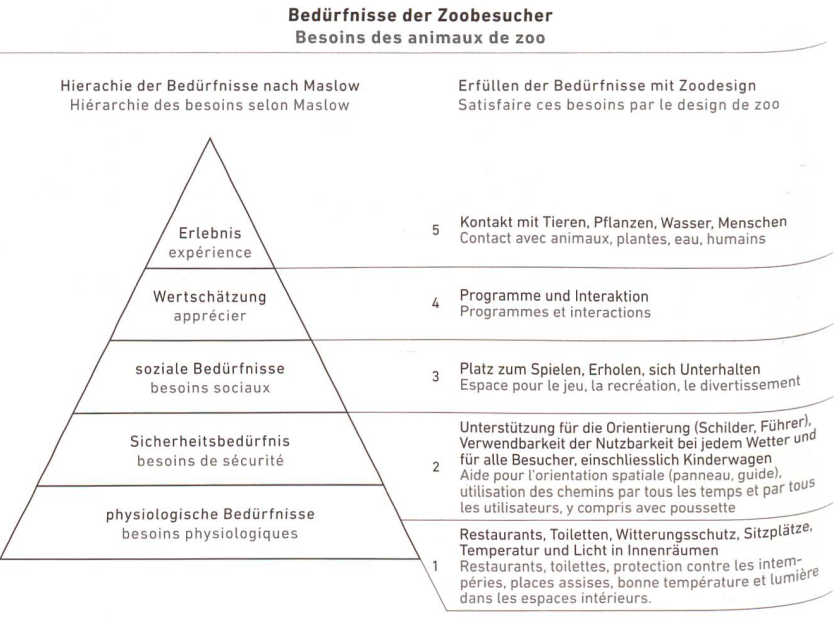 Bedürfnisse der Zoobesucher
Besoins des animaux de zoo
Hierachie der Bedürfnisse nach Maslow
Hiérarchie des besoins selon Maslow
Erfüllen der Bedürfnisse mit Zoodesign
Satisfaire ces besoins par le design de zoo
Erlebnis
expérience
5 Kontakt mit Tieren, Pflanzen, Wasser, Menschen
Contact avec animaux, plantes, eau, humains
Wertschätzung
apprécier
4 Programme und Interaktion
Programmes et interactions
soziale Bedürfnisse
besoins sociaux
3 Platz zum Spielen, Erholen, sich Unterhalten
Espace pour le jeu, la recréation, le divertissement
Sicherheitsbedürfnis
besoins de sécurité
2 Unterstützung für die Orientierung (Schilder, Führer),
Verwendbarkeit der Nutzbarkeit bei jedem Wetter und
für alle Besucher, einschliesslich Kinderwagen
Aide pour l'orientation spatiale (panneau, guide),
utilisation des chemins par tous les temps et par tous
les utilisateurs, y compris avec poussette
physiologische Bedürfnisse
besoins physiologiques
1 Restaurants, Toiletten, Witterungsschutz, Sitzplätze,
Temperatur und Licht in Innenräumen
Restaurants, toilettes, protection contre les intem-
péries, places assises, bonne température et lumière
dans les espaces intérieurs.